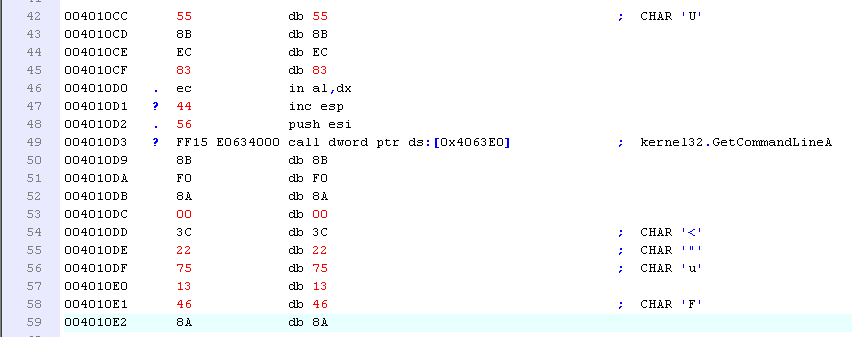 42 004010CC 55 db 55 ; CHAR 'U'
43 004010CD 8B db 8B
44 004010CE EC db EC
45 004010CF 83 db 83
46 004010D0 . ec in al,dx
47 004010D1 ? 44 inc esp
48 004010D2 . 56 push esi
49 004010D3 ? FF15 E0634000 call dword ptr ds:[0x4063E0] ; kernel32.GetCommandLineA
50 004010D9 8B db 8B
51 004010DA F0 db F0
52 004010DB 8A db 8A
53 004010DC 00 db 00
54 004010DD 3C db 3C ; CHAR '<'
55 004010DE 22 db 22 ; CHAR '"'
56 004010DF 75 db 75 ; CHAR 'u'
57 004010E0 13 db 13
58 004010E1 46 db 46 ; CHAR 'F'
59 004010E2 8A db 8A